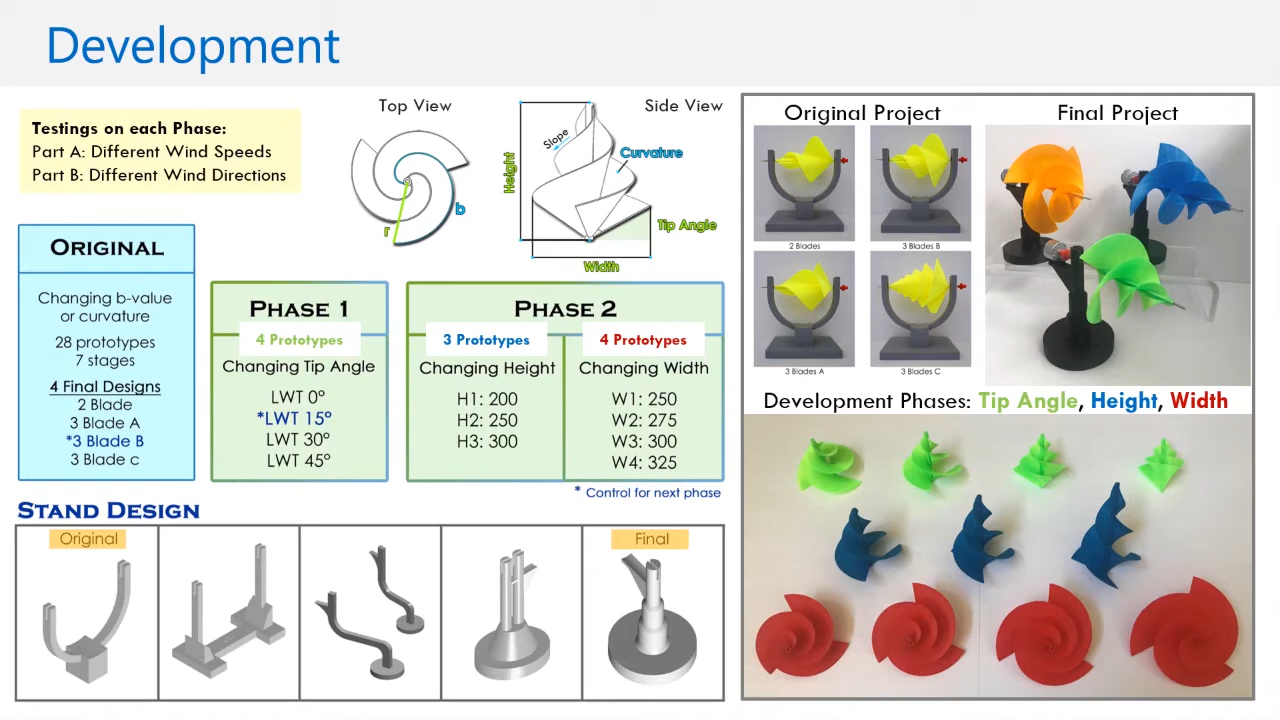 Development
Testings on each Phase:
Part A: Different Wind Speeds
Part B: Different Wind Directions
Top View
r
b
Side View
Height
Slope
Curvature
Tip Angle
Width
ORIGINAL
Changing b-value
or curvature
28 prototypes
7 stages
4 Final Designs
2 Blade
3 Blade A
*3 Blade B
3 Blade c
PHASE 1
4 Prototypes
Changing Tip Angle
LWT 0º
*LWT 15º
LWT 30º
LWT 45º
PHASE 2
3 Prototypes
Changing Height
H1: 200
H2: 250
H3: 300
4 Prototypes
Changing Width
W1: 250
W2: 275
W3: 300
W4: 325
* Control for next phase
STAND DESIGN
Original
Final
Original Project
2 Blades
3 Blades B
3 Blades A
3 Blades C
Final Project
Development Phases: Tip Angle, Height, Width